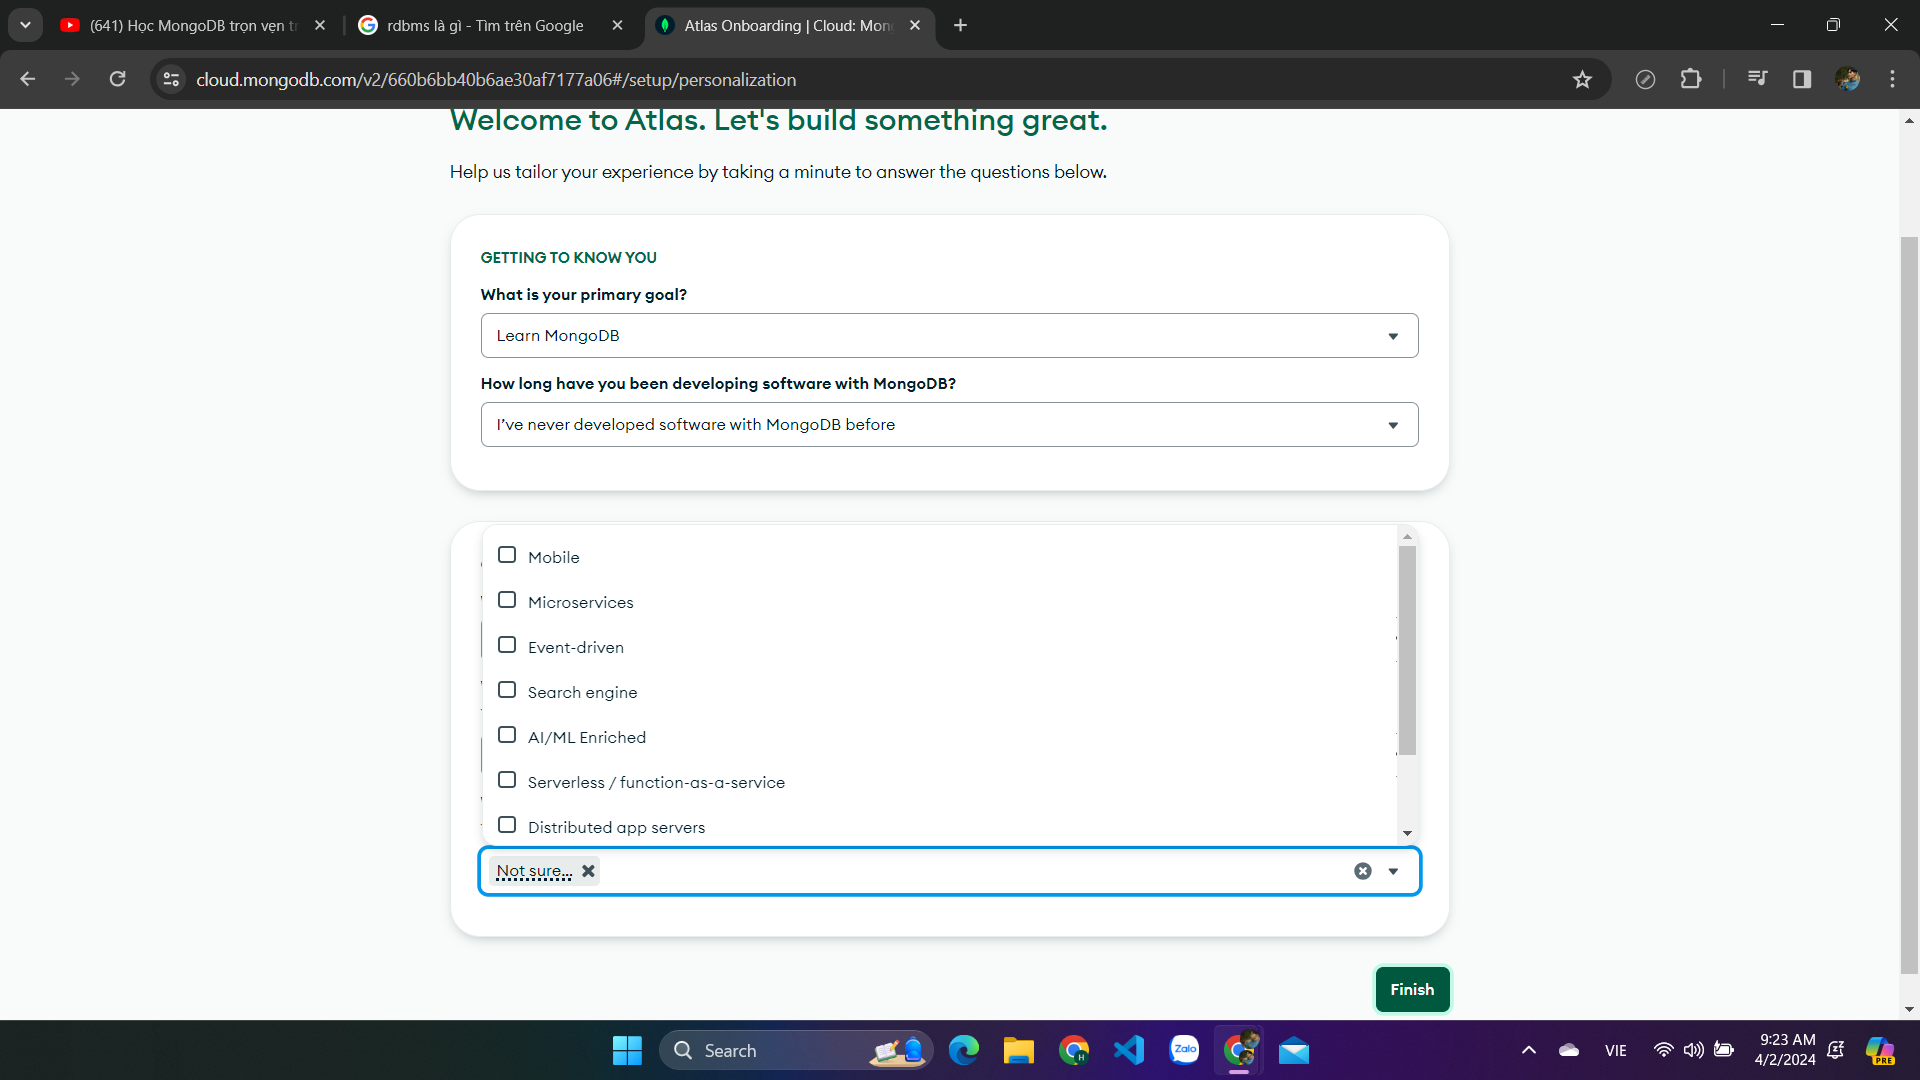 (641) Học MongoDB trọn vẹn tr
rdbms là gì - Tìm trên Google
Atlas Onboarding | Cloud: Mon
cloud.mongodb.com/v2/660b6bb40b6ae30af7177a06#/setup/personalization
Welcome to Atlas. Let's build something great.
Help us tailor your experience by taking a minute to answer the questions below.
GETTING TO KNOW YOU
What is your primary goal?
Learn MongoDB
How long have you been developing software with MongoDB?
I’ve never developed software with MongoDB before
Mobile
Microservices
Event-driven
Search engine
AI/ML Enriched
Serverless / function-as-a-service
Distributed app servers
Not sure...
Finish
Search
Zalo
VIE
9:23 AM
4/2/2024
PRE